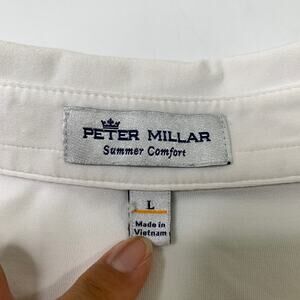 PETER MILLAR
Summer Comfort
L
Made in
Vietnam